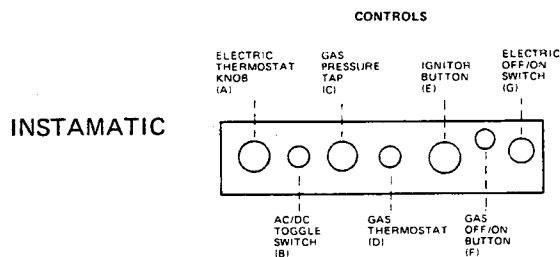 CONTROLS
ELECTRIC
THERMOSTAT
KNOB
(A)
GAS
PRESSURE
TAP
(C)
IGNITOR
BUTTON
(E)
ELECTRIC
OFF/ON
SWITCH
(G)
INSTAMATIC
AC/DC
TOGGLE
SWITCH
(B)
GAS
THERMOSTAT
(D)
GAS
OFF/ON
BUTTON
(F)